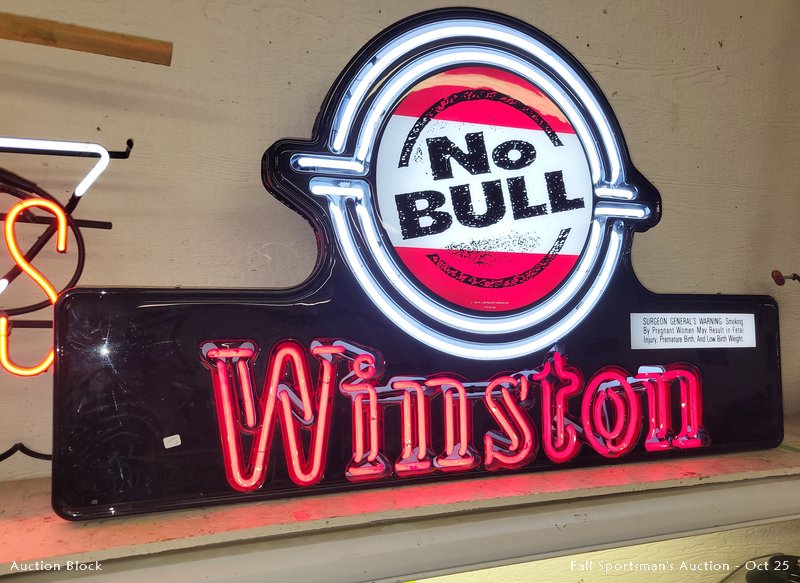 No
BULL
SURGEON GENERAL'S WARNING: Smoking
By Pregnant Women May Result in Fetal
Injury, Premature Birth, And Low Birth Weight.
Winston
Auction Block
Fall Sportsman's Auction - Oct 25